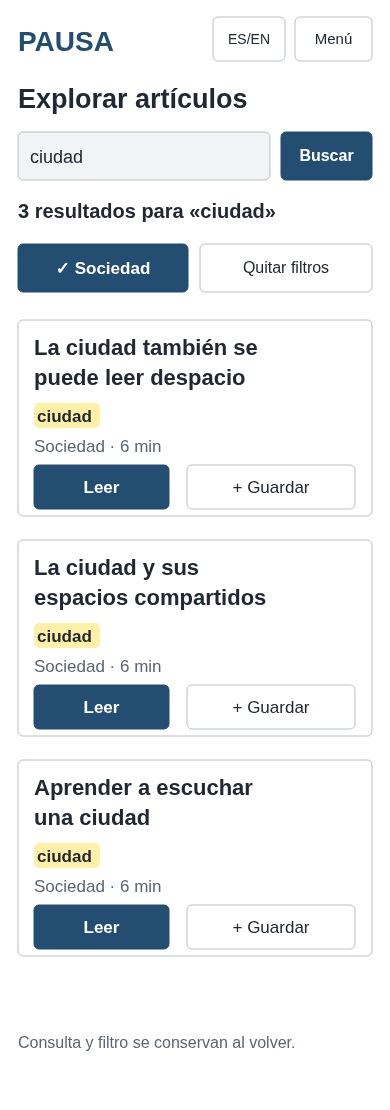 PAUSA
ES/EN
Menú
Explorar artículos
ciudad
Buscar
3 resultados para «ciudad»
✓ Sociedad
Quitar filtros
La ciudad también se
puede leer despacio
ciudad
Sociedad · 6 min
Leer
+ Guardar
La ciudad y sus
espacios compartidos
ciudad
Sociedad · 6 min
Leer
+ Guardar
Aprender a escuchar
una ciudad
ciudad
Sociedad · 6 min
Leer
+ Guardar
Consulta y filtro se conservan al volver.